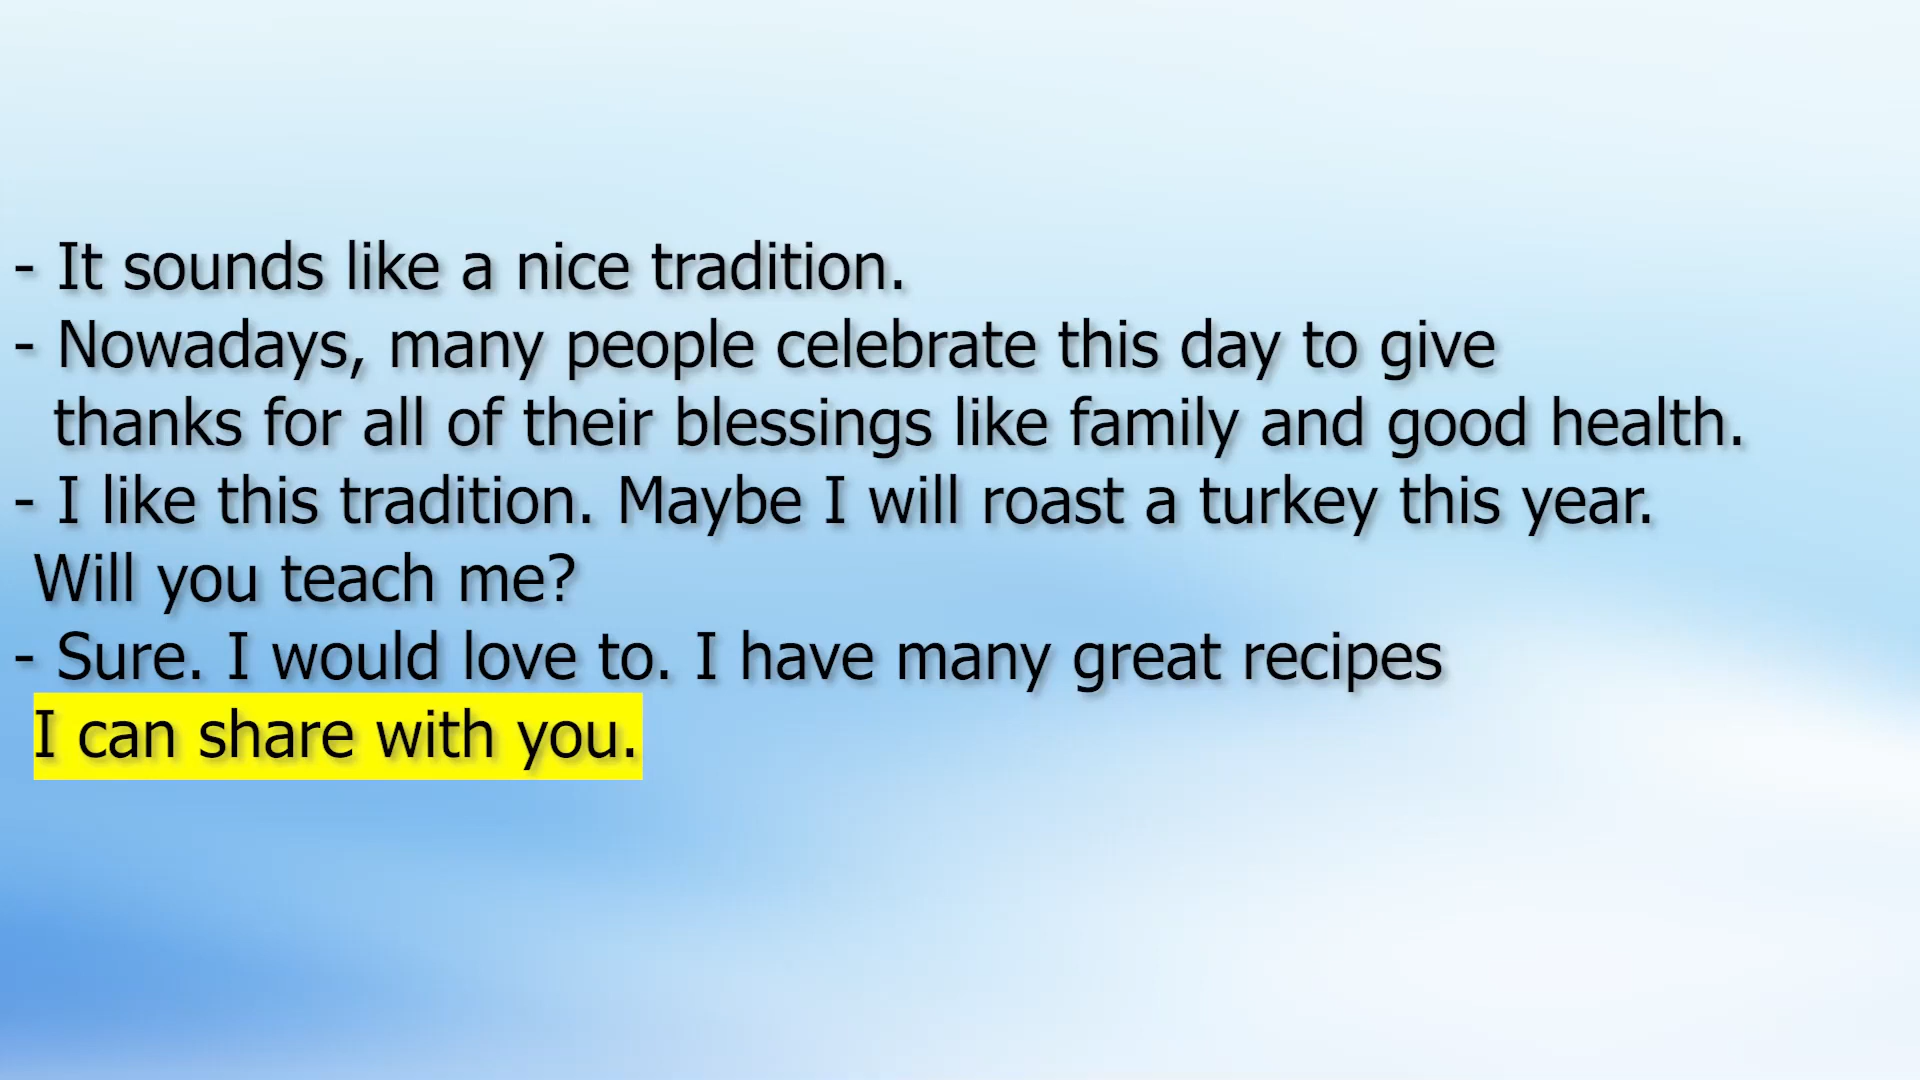 - It sounds like a nice tradition.
- Nowadays, many people celebrate this day to give
thanks for all of their blessings like family and good health.
- I like this tradition. Maybe I will roast a turkey this year.
Will you teach me?
- Sure. I would love to. I have many great recipes
I can share with you.